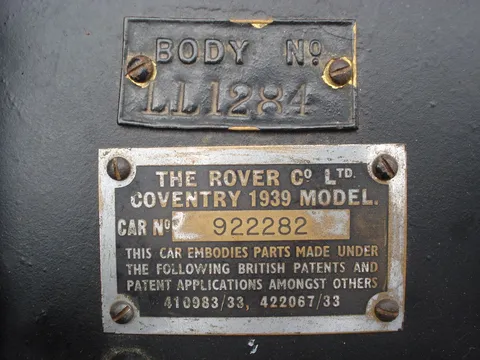 BODY No
LL1284
THE ROVER Co LTD.
COVENTRY 1939 MODEL.
CAR No 922282
THIS CAR EMBODIES PARTS MADE UNDER
THE FOLLOWING BRITISH PATENTS AND
PATENT APPLICATIONS AMONGST OTHERS
410983/33, 422067/33